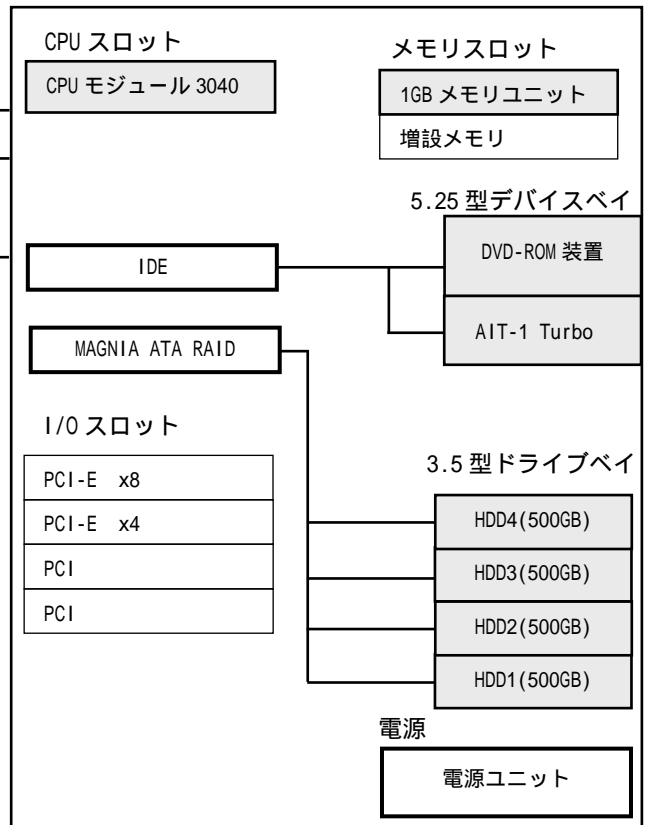 CPU スロット
CPU モジュール 3040
メモリスロット
1GB メモリユニット
増設メモリ
5.25 型デバイスベイ
DVD-ROM 装置
AIT-1 Turbo
IDE
MAGNIA ATA RAID
I/O スロット
PCI-E x8
PCI-E x4
PCI
PCI
3.5 型ドライブベイ
HDD4(500GB)
HDD3(500GB)
HDD2(500GB)
HDD1(500GB)
電源
電源ユニット